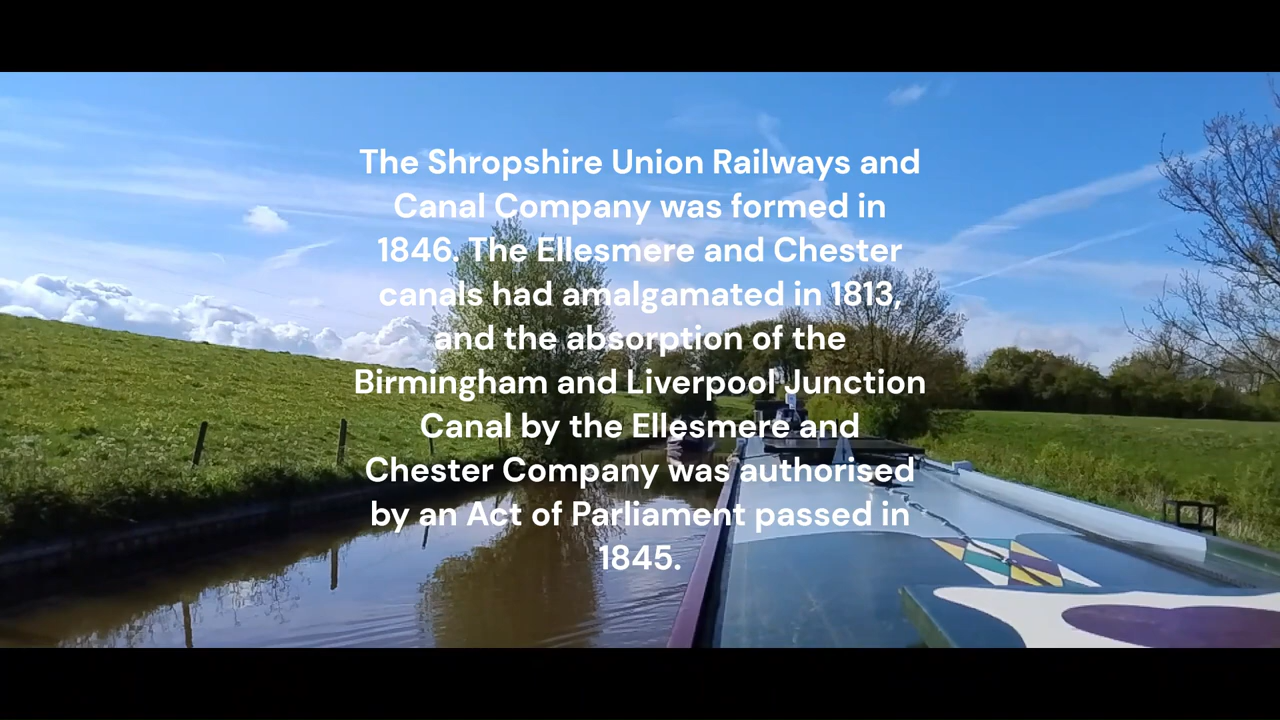 The Shropshire Union Railways and
Canal Company was formed in
1846. The Ellesmere and Chester
canals had amalgamated in 1813,
and the absorption of the
Birmingham and Liverpool Junction
Canal by the Ellesmere and
Chester Company was authorised
by an Act of Parliament passed in
1845.